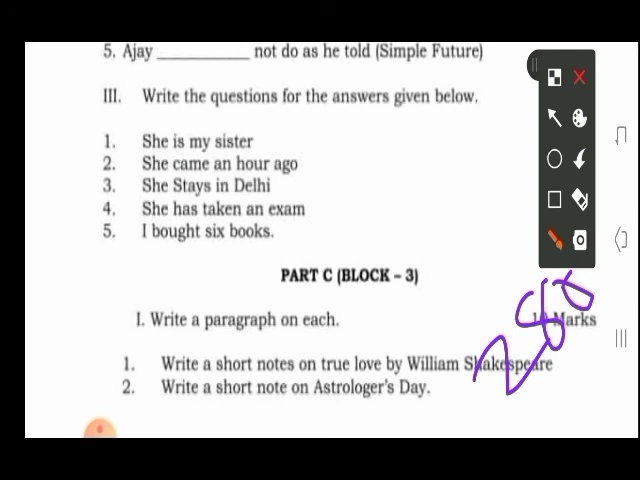 5. Ajay ____________ not do as he told (Simple Future)
III. Write the questions for the answers given below.
1. She is my sister
2. She came an hour ago
3. She Stays in Delhi
4. She has taken an exam
5. I bought six books.
PART C (BLOCK – 3)
I. Write a paragraph on each. 10 Marks
1. Write a short notes on true love by William Shakespeare
2. Write a short note on Astrologer's Day.
280